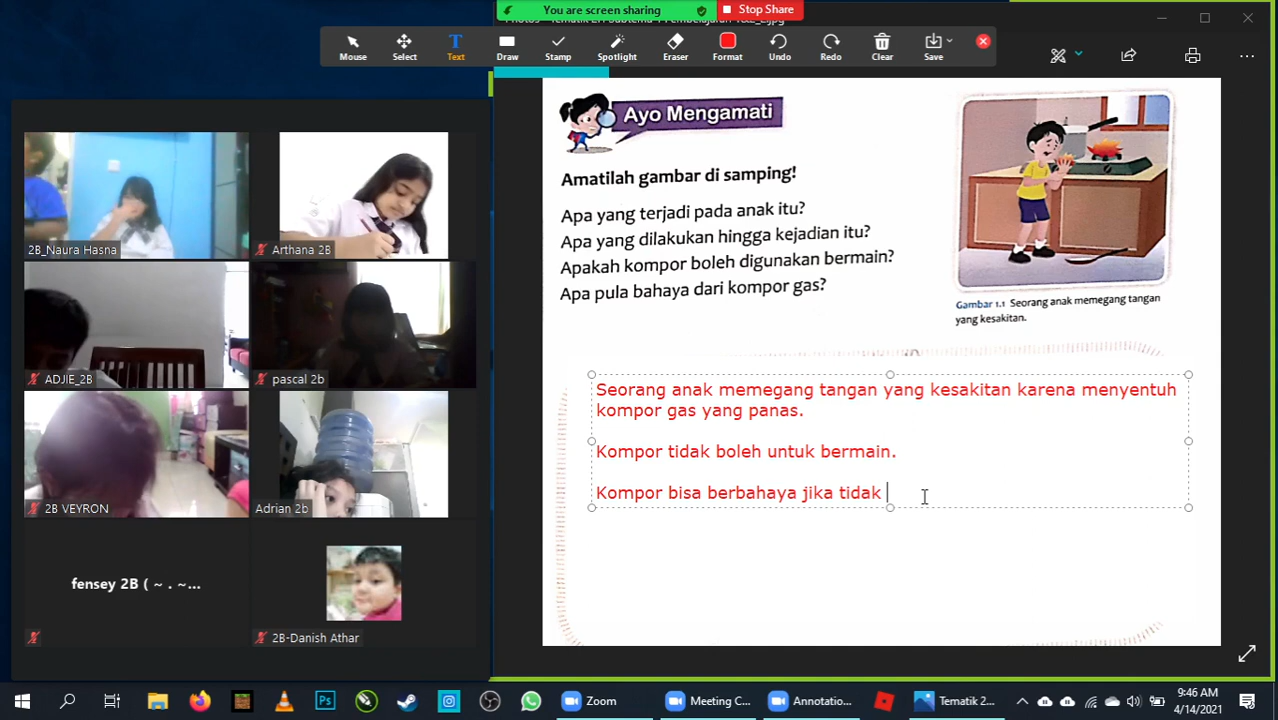 You are screen sharing
Stop Share
Mouse
Select
Text
Draw
Stamp
Spotlight
Eraser
Format
Undo
Redo
Clear
Save
Ayo Mengamati
Amatilah gambar di samping!
Apa yang terjadi pada anak itu?
Apa yang dilakukan hingga kejadian itu?
Apakah kompor boleh digunakan bermain?
Apa pula bahaya dari kompor gas?
Gambar 1.1 Seorang anak memegang tangan
yang kesakitan.
Seorang anak memegang tangan yang kesakitan karena menyentuh
kompor gas yang panas.
Kompor tidak boleh untuk bermain.
Kompor bisa berbahaya jika tidak
2B_Naura Hasna
Arthana 2B
ADJIE_2B
pascal 2b
2B VEYRON
Adrian 2b
fensey 2B ( ~ . ~...
2B-Danish Athar
Zoom
Meeting C...
Annotatio...
Tematik 2...
9:46 AM
4/14/2021